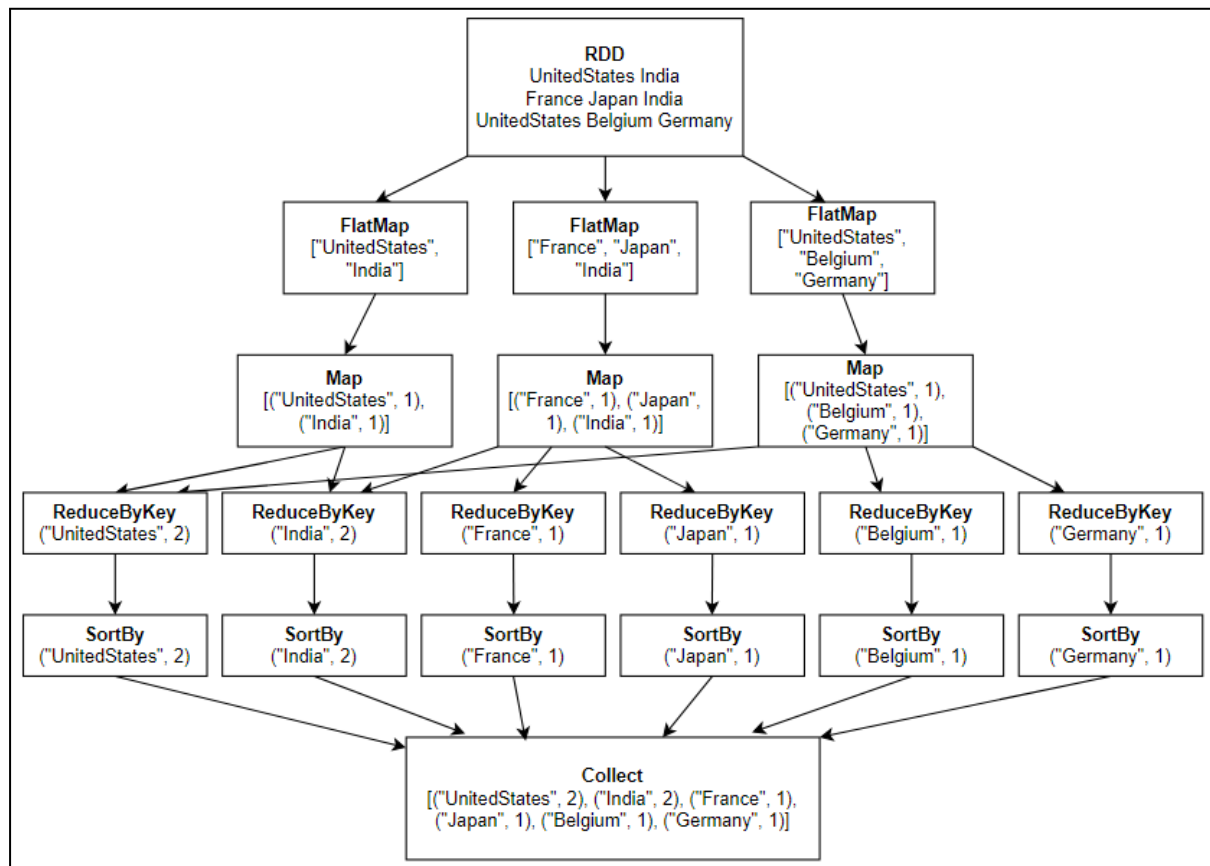 RDD
UnitedStates India
France Japan India
UnitedStates Belgium Germany
FlatMap
["UnitedStates",
"India"]
FlatMap
["France", "Japan",
"India"]
FlatMap
["UnitedStates",
"Belgium",
"Germany"]
Map
[("UnitedStates", 1),
("India", 1)]
Map
[("France", 1), ("Japan",
1), ("India", 1)]
Map
[("UnitedStates", 1),
("Belgium", 1),
("Germany", 1)]
ReduceByKey
("UnitedStates", 2)
ReduceByKey
("India", 2)
ReduceByKey
("France", 1)
ReduceByKey
("Japan", 1)
ReduceByKey
("Belgium", 1)
ReduceByKey
("Germany", 1)
SortBy
("UnitedStates", 2)
SortBy
("India", 2)
SortBy
("France", 1)
SortBy
("Japan", 1)
SortBy
("Belgium", 1)
SortBy
("Germany", 1)
Collect
[("UnitedStates", 2), ("India", 2), ("France", 1),
("Japan", 1), ("Belgium", 1), ("Germany", 1)]